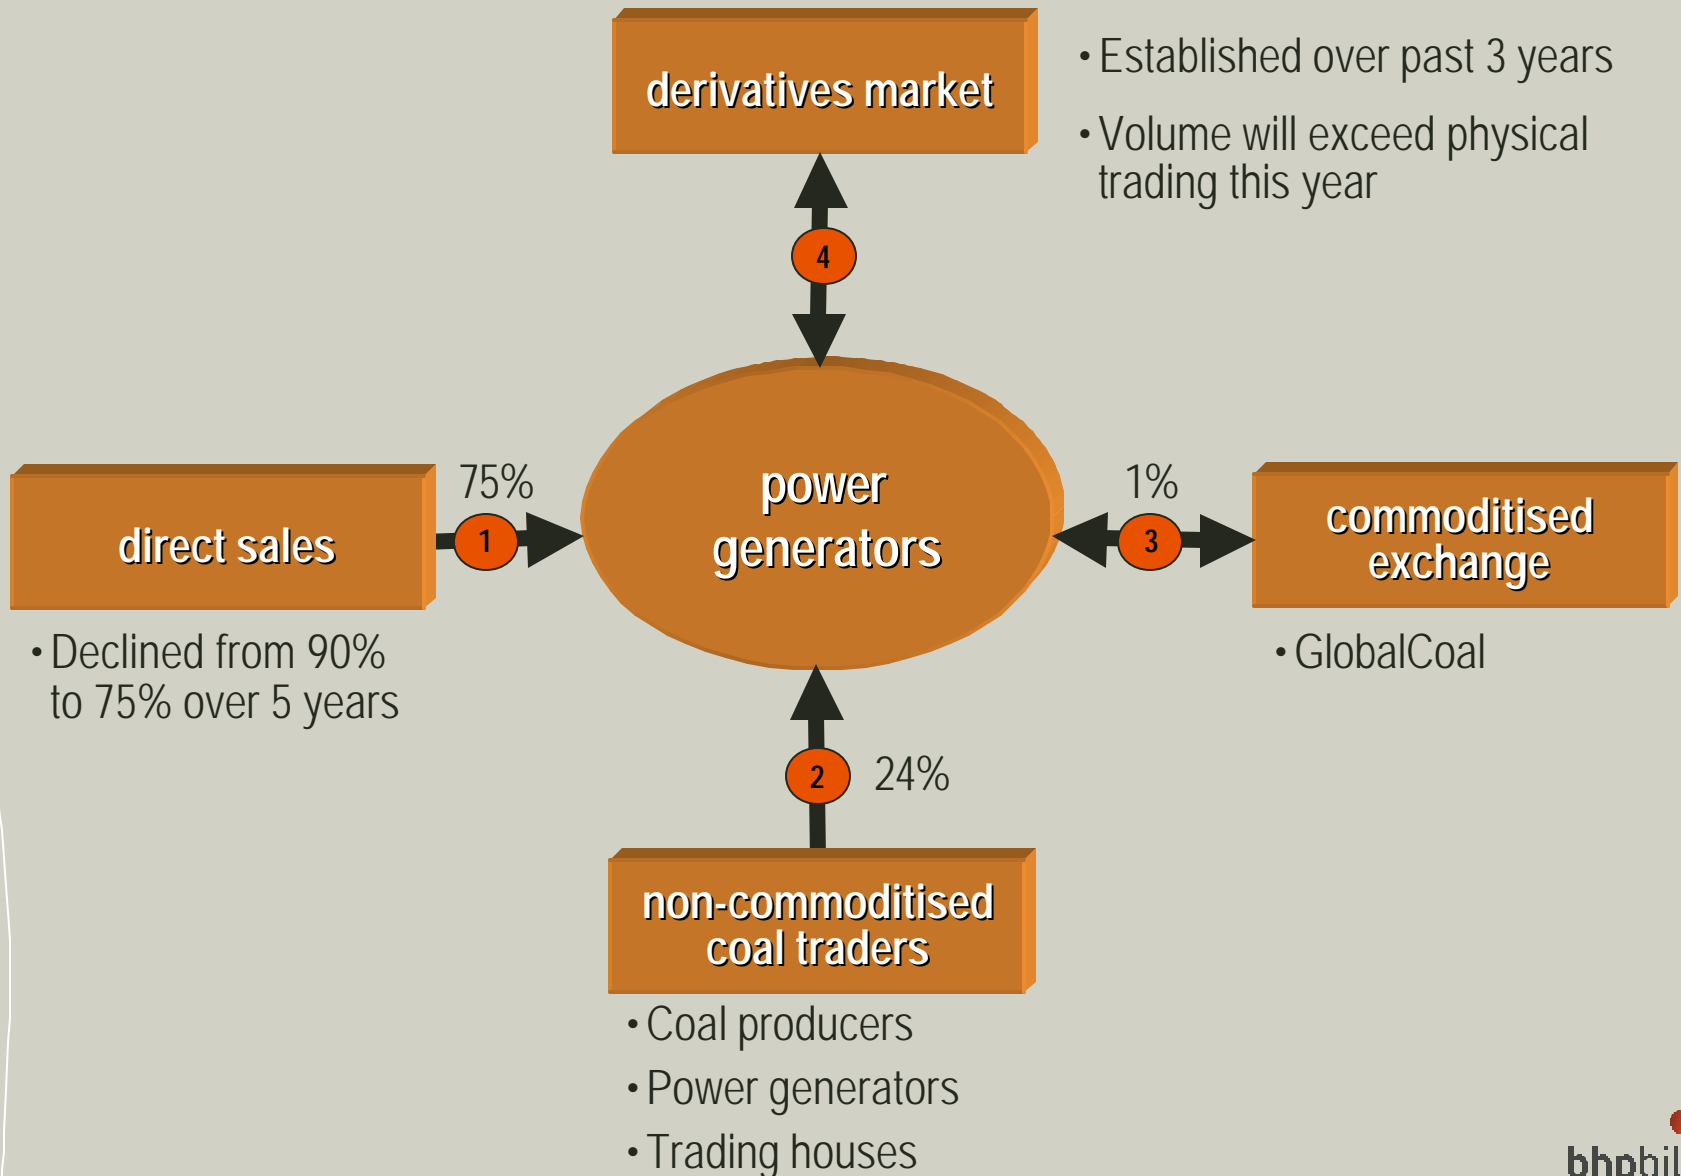 derivatives market
• Established over past 3 years
• Volume will exceed physical
trading this year
4
75%
1%
power
generators
direct sales
1
3
commoditised
exchange
• Declined from 90%
to 75% over 5 years
• GlobalCoal
2
24%
non-commoditised
coal traders
• Coal producers
• Power generators
• Trading houses
bhpbil